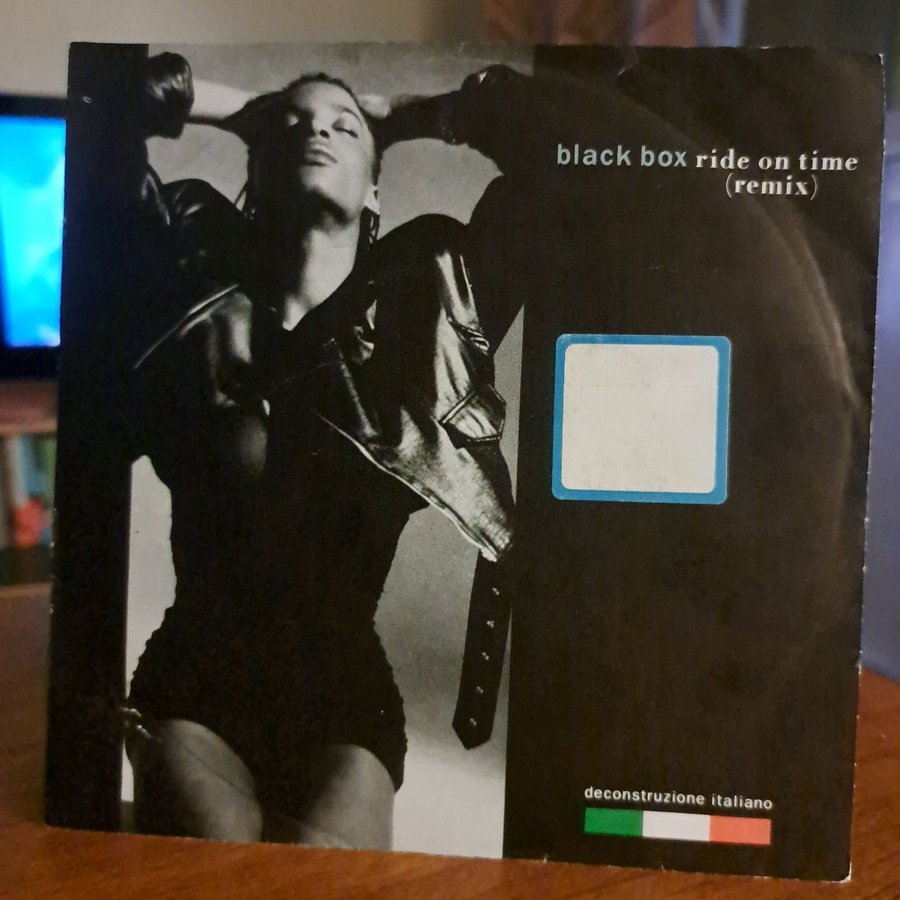 black box ride on time
(remix)
deconstruzione italiano